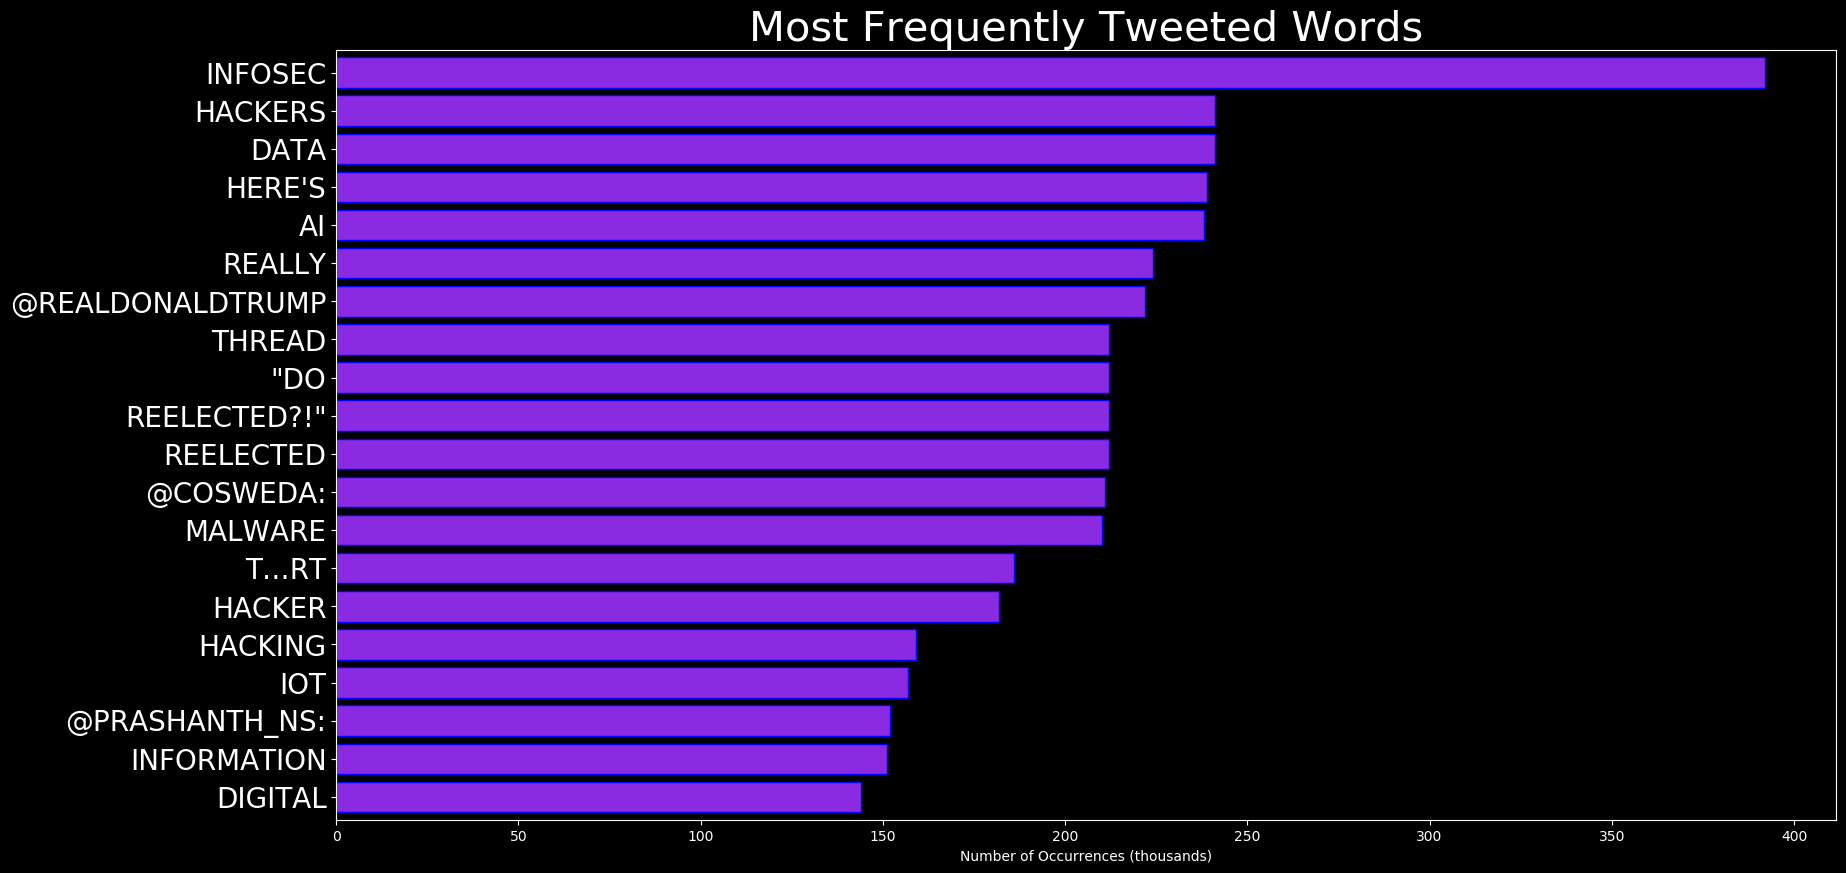 Most Frequently Tweeted Words
INFOSEC
HACKERS
DATA
HERE'S
AI
REALLY
@REALDONALDTRUMP
THREAD
"DO
REELECTED?!"
REELECTED
@COSWEDA:
MALWARE
T...RT
HACKER
HACKING
IOT
@PRASHANTH_NS:
INFORMATION
DIGITAL
0 50 100 150 200 250 300 350 400
Number of Occurrences (thousands)